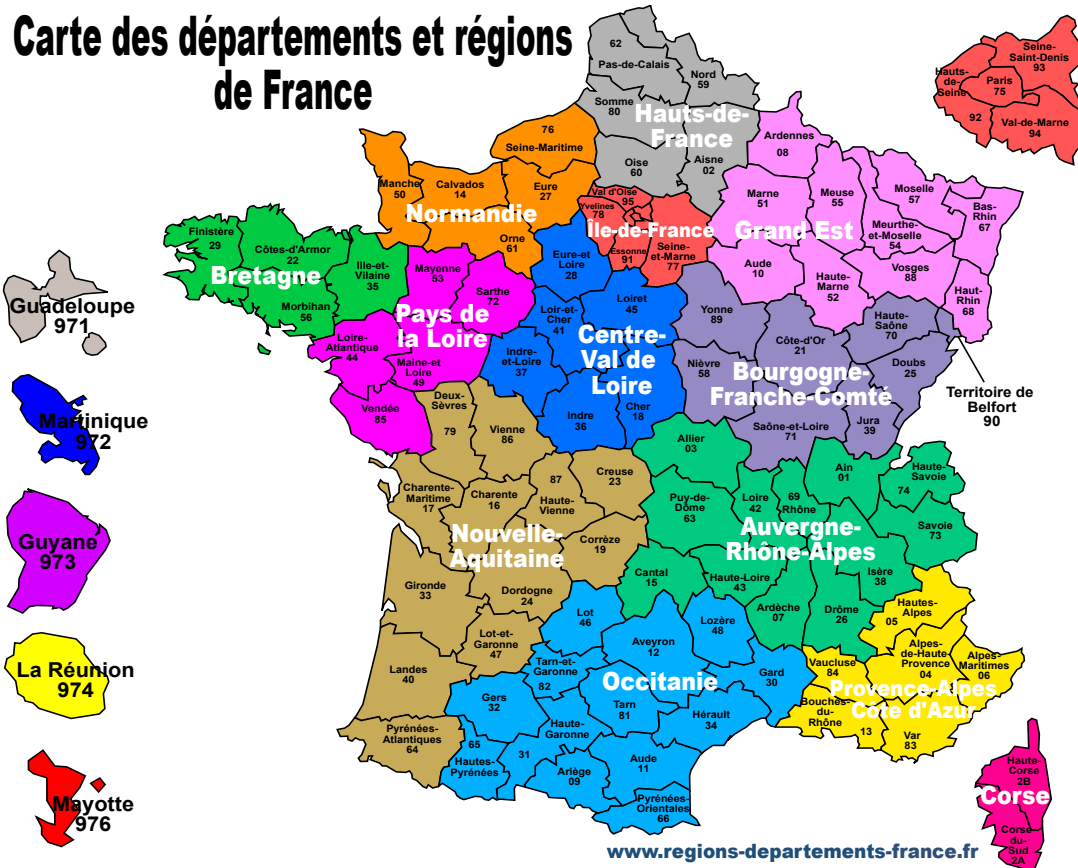 Carte des départements et régions
de France
62
Pas-de-Calais
Nord
59
Somme
80
Hauts-de-
France
Oise
60
Aisne
02
Seine-
Saint-Denis
93
Hauts-
de-
Seine
Paris
75
92
Val-de-Marne
94
76
Seine-Maritime
Manche
50
Calvados
14
Eure
27
Normandie
Orne
61
Val d'Oise
95
Yvelines
78
Île-de-France
Essonne
91
Seine-
et-Marne
77
Ardennes
08
Marne
51
Meuse
55
Moselle
57
Bas-
Rhin
67
Meurthe-
et-Moselle
54
Grand Est
Aude
10
Haute-
Marne
52
Vosges
88
Haut-
Rhin
68
Finistère
29
Côtes-d'Armor
22
Bretagne
Ille-et-
Vilaine
35
Morbihan
56
Mayenne
53
Sarthe
72
Pays de
la Loire
Loire-
Atlantique
44
Maine-et
Loire
49
Vendée
85
Eure-et
Loire
28
Loir-et-
Cher
41
Loiret
45
Centre-
Val de
Loire
Indre-
et-Loire
37
Indre
36
Cher
18
Yonne
89
Côte-d'Or
21
Haute-
Saône
70
Nièvre
58
Doubs
25
Bourgogne-
Franche-Comté
Saône-et-Loire
71
Jura
39
Territoire de
Belfort
90
Guadeloupe
971
Martinique
972
Guyane
973
La Réunion
974
Mayotte
976
Deux-
Sèvres
79
Vienne
86
Charente-
Maritime
17
Charente
16
87
Haute-
Vienne
Creuse
23
Nouvelle-
Aquitaine
Corrèze
19
Gironde
33
Dordogne
24
Lot-et-
Garonne
47
Landes
40
Pyrénées-
Atlantiques
64
Allier
03
Puy-de-
Dôme
63
Loire
42
69
Rhône
Ain
01
Haute-
Savoie
74
Savoie
73
Auvergne-
Rhône-Alpes
Cantal
15
Haute-Loire
43
Isère
38
Ardèche
07
Drôme
26
Lot
46
Aveyron
12
Lozère
48
Tarn-et-
Garonne
82
Occitanie
Gard
30
Gers
32
Tarn
81
Hérault
34
Haute-
Garonne
31
65
Hautes-
Pyrénées
Ariège
09
Aude
11
Pyrénées-
Orientales
66
Hautes-
Alpes
05
Alpes-
de-Haute-
Provence
04
Alpes-
Maritimes
06
Vaucluse
84
Provence-Alpes
Côte d'Azur
Bouches-
du-
Rhône
13
Var
83
Haute-
Corse
2B
Corse
Corse-
du-
Sud
2A
www.regions-departements-france.fr